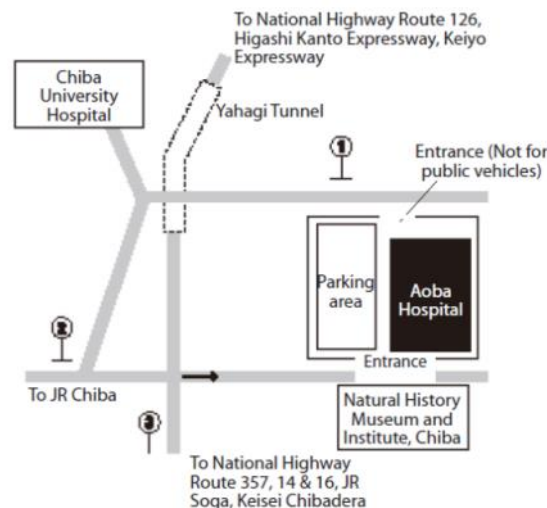 To National Highway Route 126,
Higashi Kanto Expressway, Keiyo
Expressway
Chiba
University
Hospital
Yahagi Tunnel
1
Entrance (Not for
public vehicles)
Parking
area
Aoba
Hospital
2
Entrance
To JR Chiba
Natural History
Museum and
Institute, Chiba
3
To National Highway
Route 357, 14 & 16, JR
Soga, Keisei Chibadera